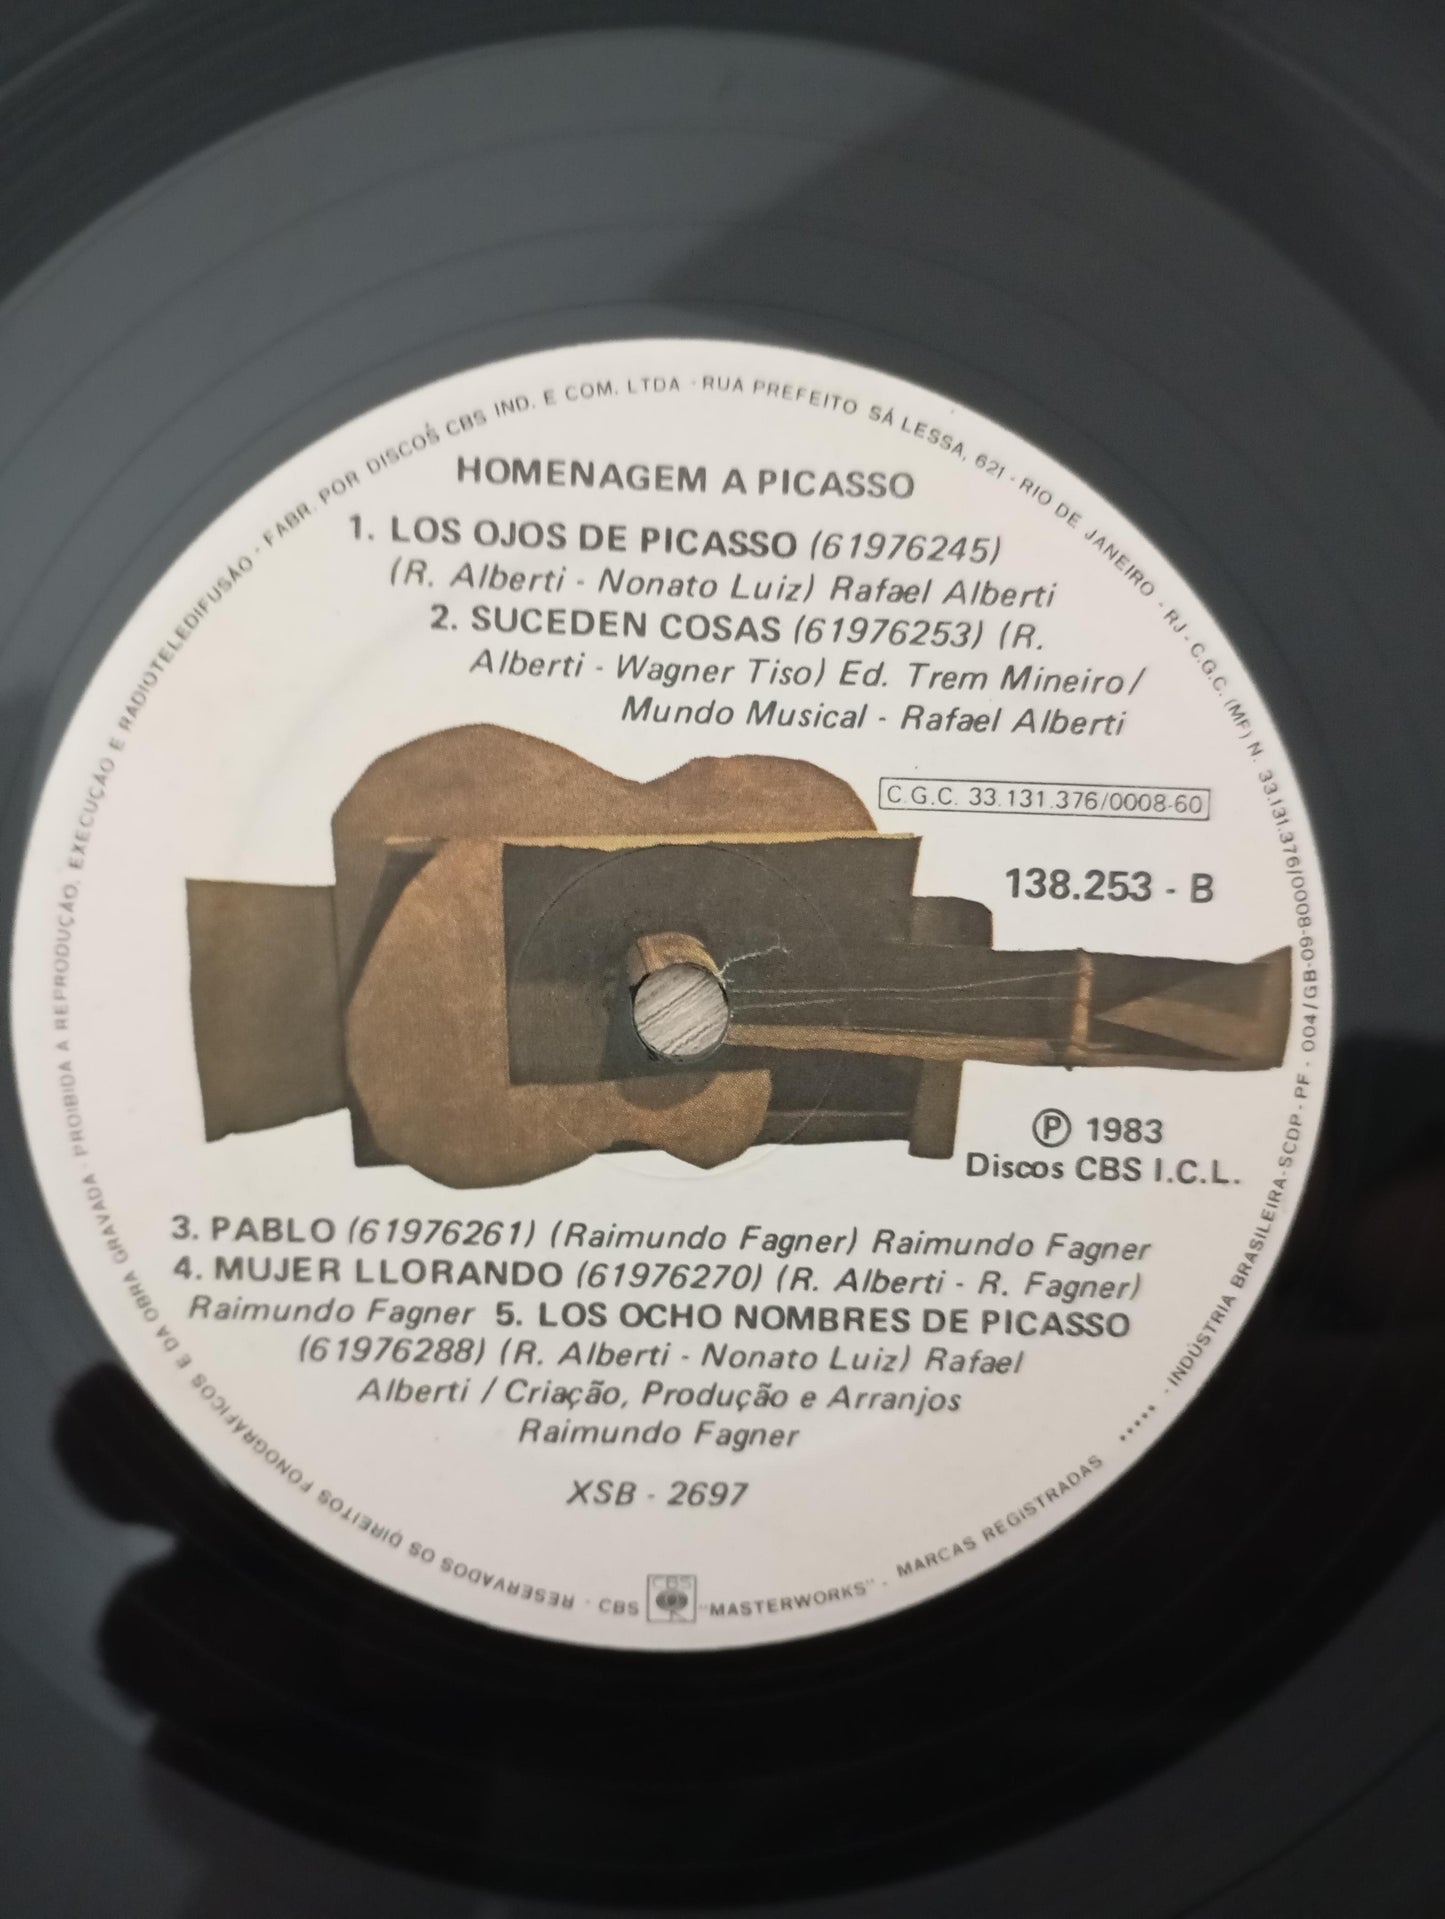 HOMENAGEM A PICASSO
1. LOS OJOS DE PICASSO (61976245)
(R. Alberti - Nonato Luiz) Rafael Alberti
2. SUCEDEN COSAS (61976253) (R.
Alberti - Wagner Tiso) Ed. Trem Mineiro/
Mundo Musical - Rafael Alberti
C.G.C. 33.131.376/0008-60
138.253 - B
Ⓟ 1983
Discos CBS I.C.L.
3. PABLO (61976261) (Raimundo Fagner) Raimundo Fagner
4. MUJER LLORANDO (61976270) (R. Alberti - R. Fagner)
Raimundo Fagner 5. LOS OCHO NOMBRES DE PICASSO
(61976288) (R. Alberti - Nonato Luiz) Rafael
Alberti / Criação, Produção e Arranjos
Raimundo Fagner
XSB - 2697
RESERVADOS OS DIREITOS FONOGRÁFICOS E DA OBRA GRAVADA · PROIBIDA A REPRODUÇÃO, EXECUÇÃO E RADIOTELEDIFUSÃO · FABR. POR DISCOS CBS IND. E COM. LTDA · RUA PREFEITO SÁ LESSA, 621 - RIO DE JANEIRO - RJ - C.G.C. (MF) N. 33.131.376/0008-60 - GB - 004/ - SCDP - PF · INDÚSTRIA BRASILEIRA - .....
CBS CBS "MASTERWORKS" - MARCAS REGISTRADAS